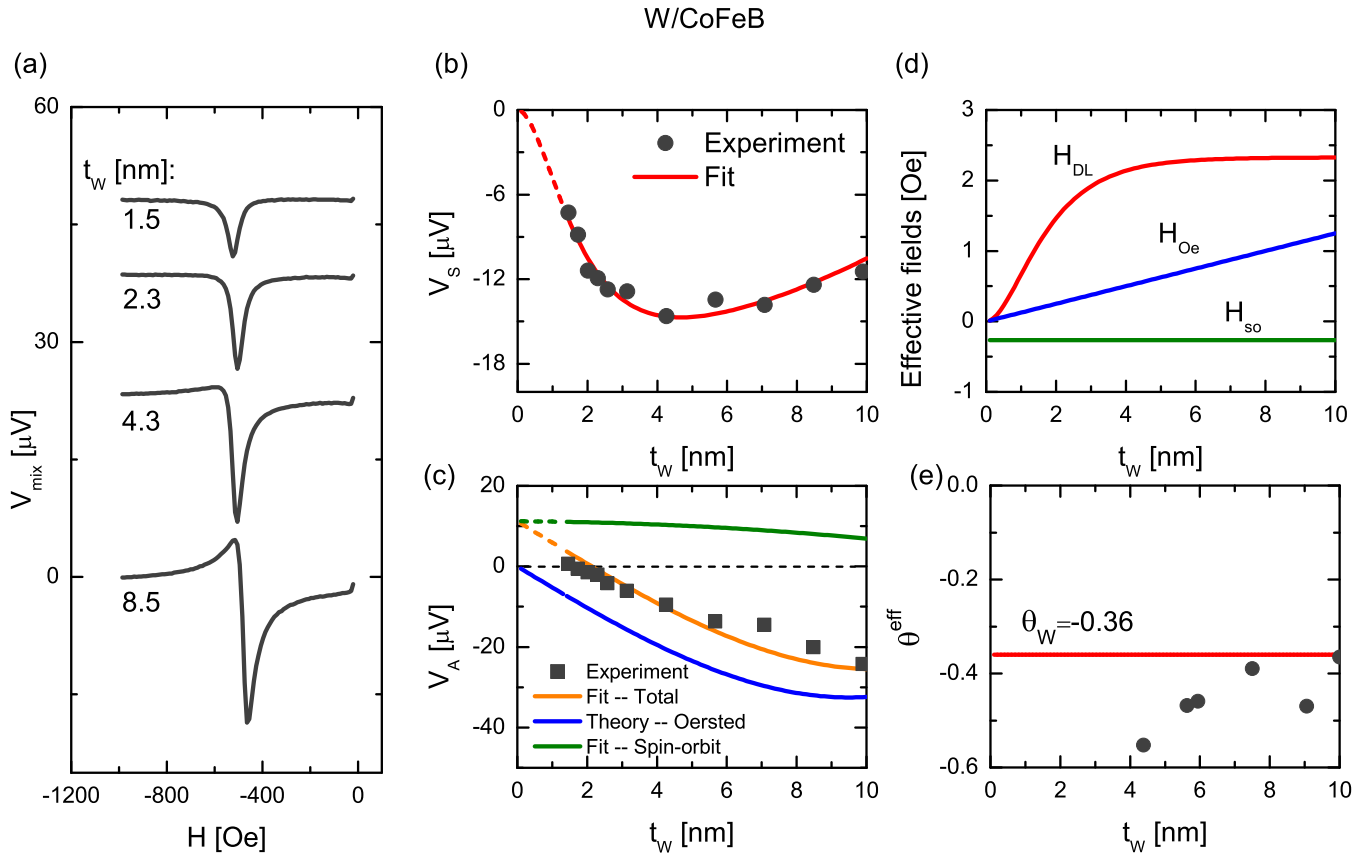 W/CoFeB
(a)
60
30
0
V_mix [μV]
t_W [nm]:
1.5
2.3
4.3
8.5
-1200 -800 -400 0
H [Oe]
(b)
0
-6
-12
-18
V_S [μV]
Experiment
Fit
0 2 4 6 8 10
t_W [nm]
(c)
20
0
-20
-40
V_A [μV]
Experiment
Fit -- Total
Theory -- Oersted
Fit -- Spin-orbit
0 2 4 6 8 10
t_W [nm]
(d)
3
2
1
0
-1
Effective fields [Oe]
H_DL
H_Oe
H_so
0 2 4 6 8 10
t_W [nm]
(e)
0.0
-0.2
-0.4
-0.6
θ^eff
θ_W=-0.36
0 2 4 6 8 10
t_W [nm]